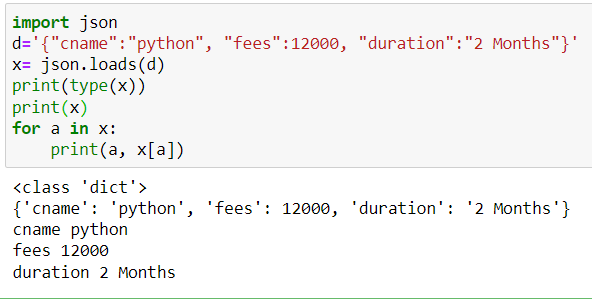 import json
d='{"cname":"python", "fees":12000, "duration":"2 Months"}'
x= json.loads(d)
print(type(x))
print(x)
for a in x:
    print(a, x[a])
<class 'dict'>
{'cname': 'python', 'fees': 12000, 'duration': '2 Months'}
cname python
fees 12000
duration 2 Months